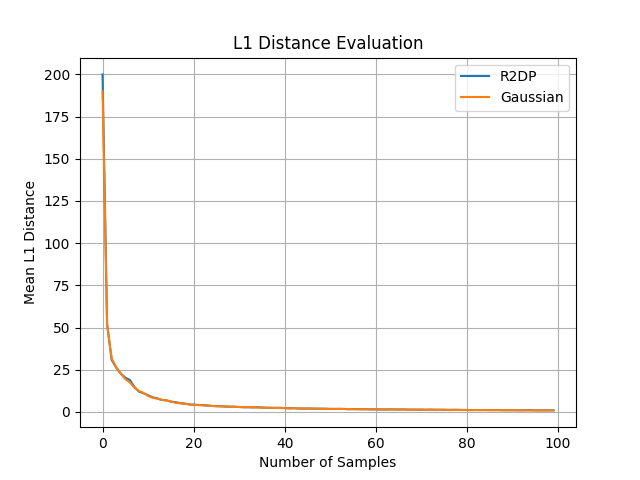 L1 Distance Evaluation
R2DP
Gaussian
200
175
150
125
100
75
50
25
0
Mean L1 Distance
0 20 40 60 80 100
Number of Samples